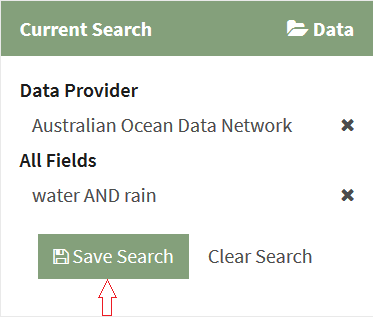 Current Search Data
Data Provider
Australian Ocean Data Network
All Fields
water AND rain
Save Search Clear Search